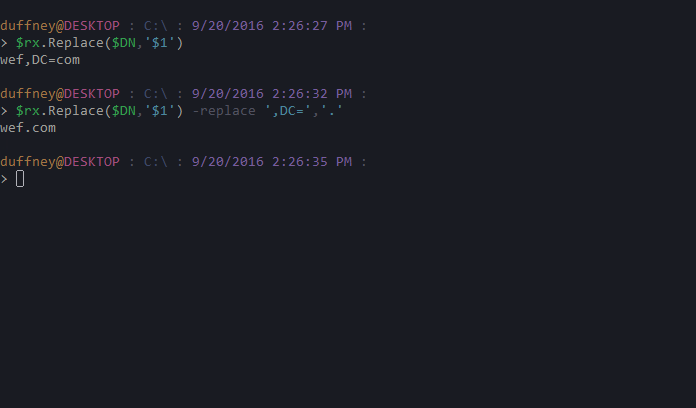 duffney@DESKTOP : C:\ : 9/20/2016 2:26:27 PM :
> $rx.Replace($DN,'$1')
wef,DC=com
duffney@DESKTOP : C:\ : 9/20/2016 2:26:32 PM :
> $rx.Replace($DN,'$1') -replace ',DC=','.'
wef.com
duffney@DESKTOP : C:\ : 9/20/2016 2:26:35 PM :
>